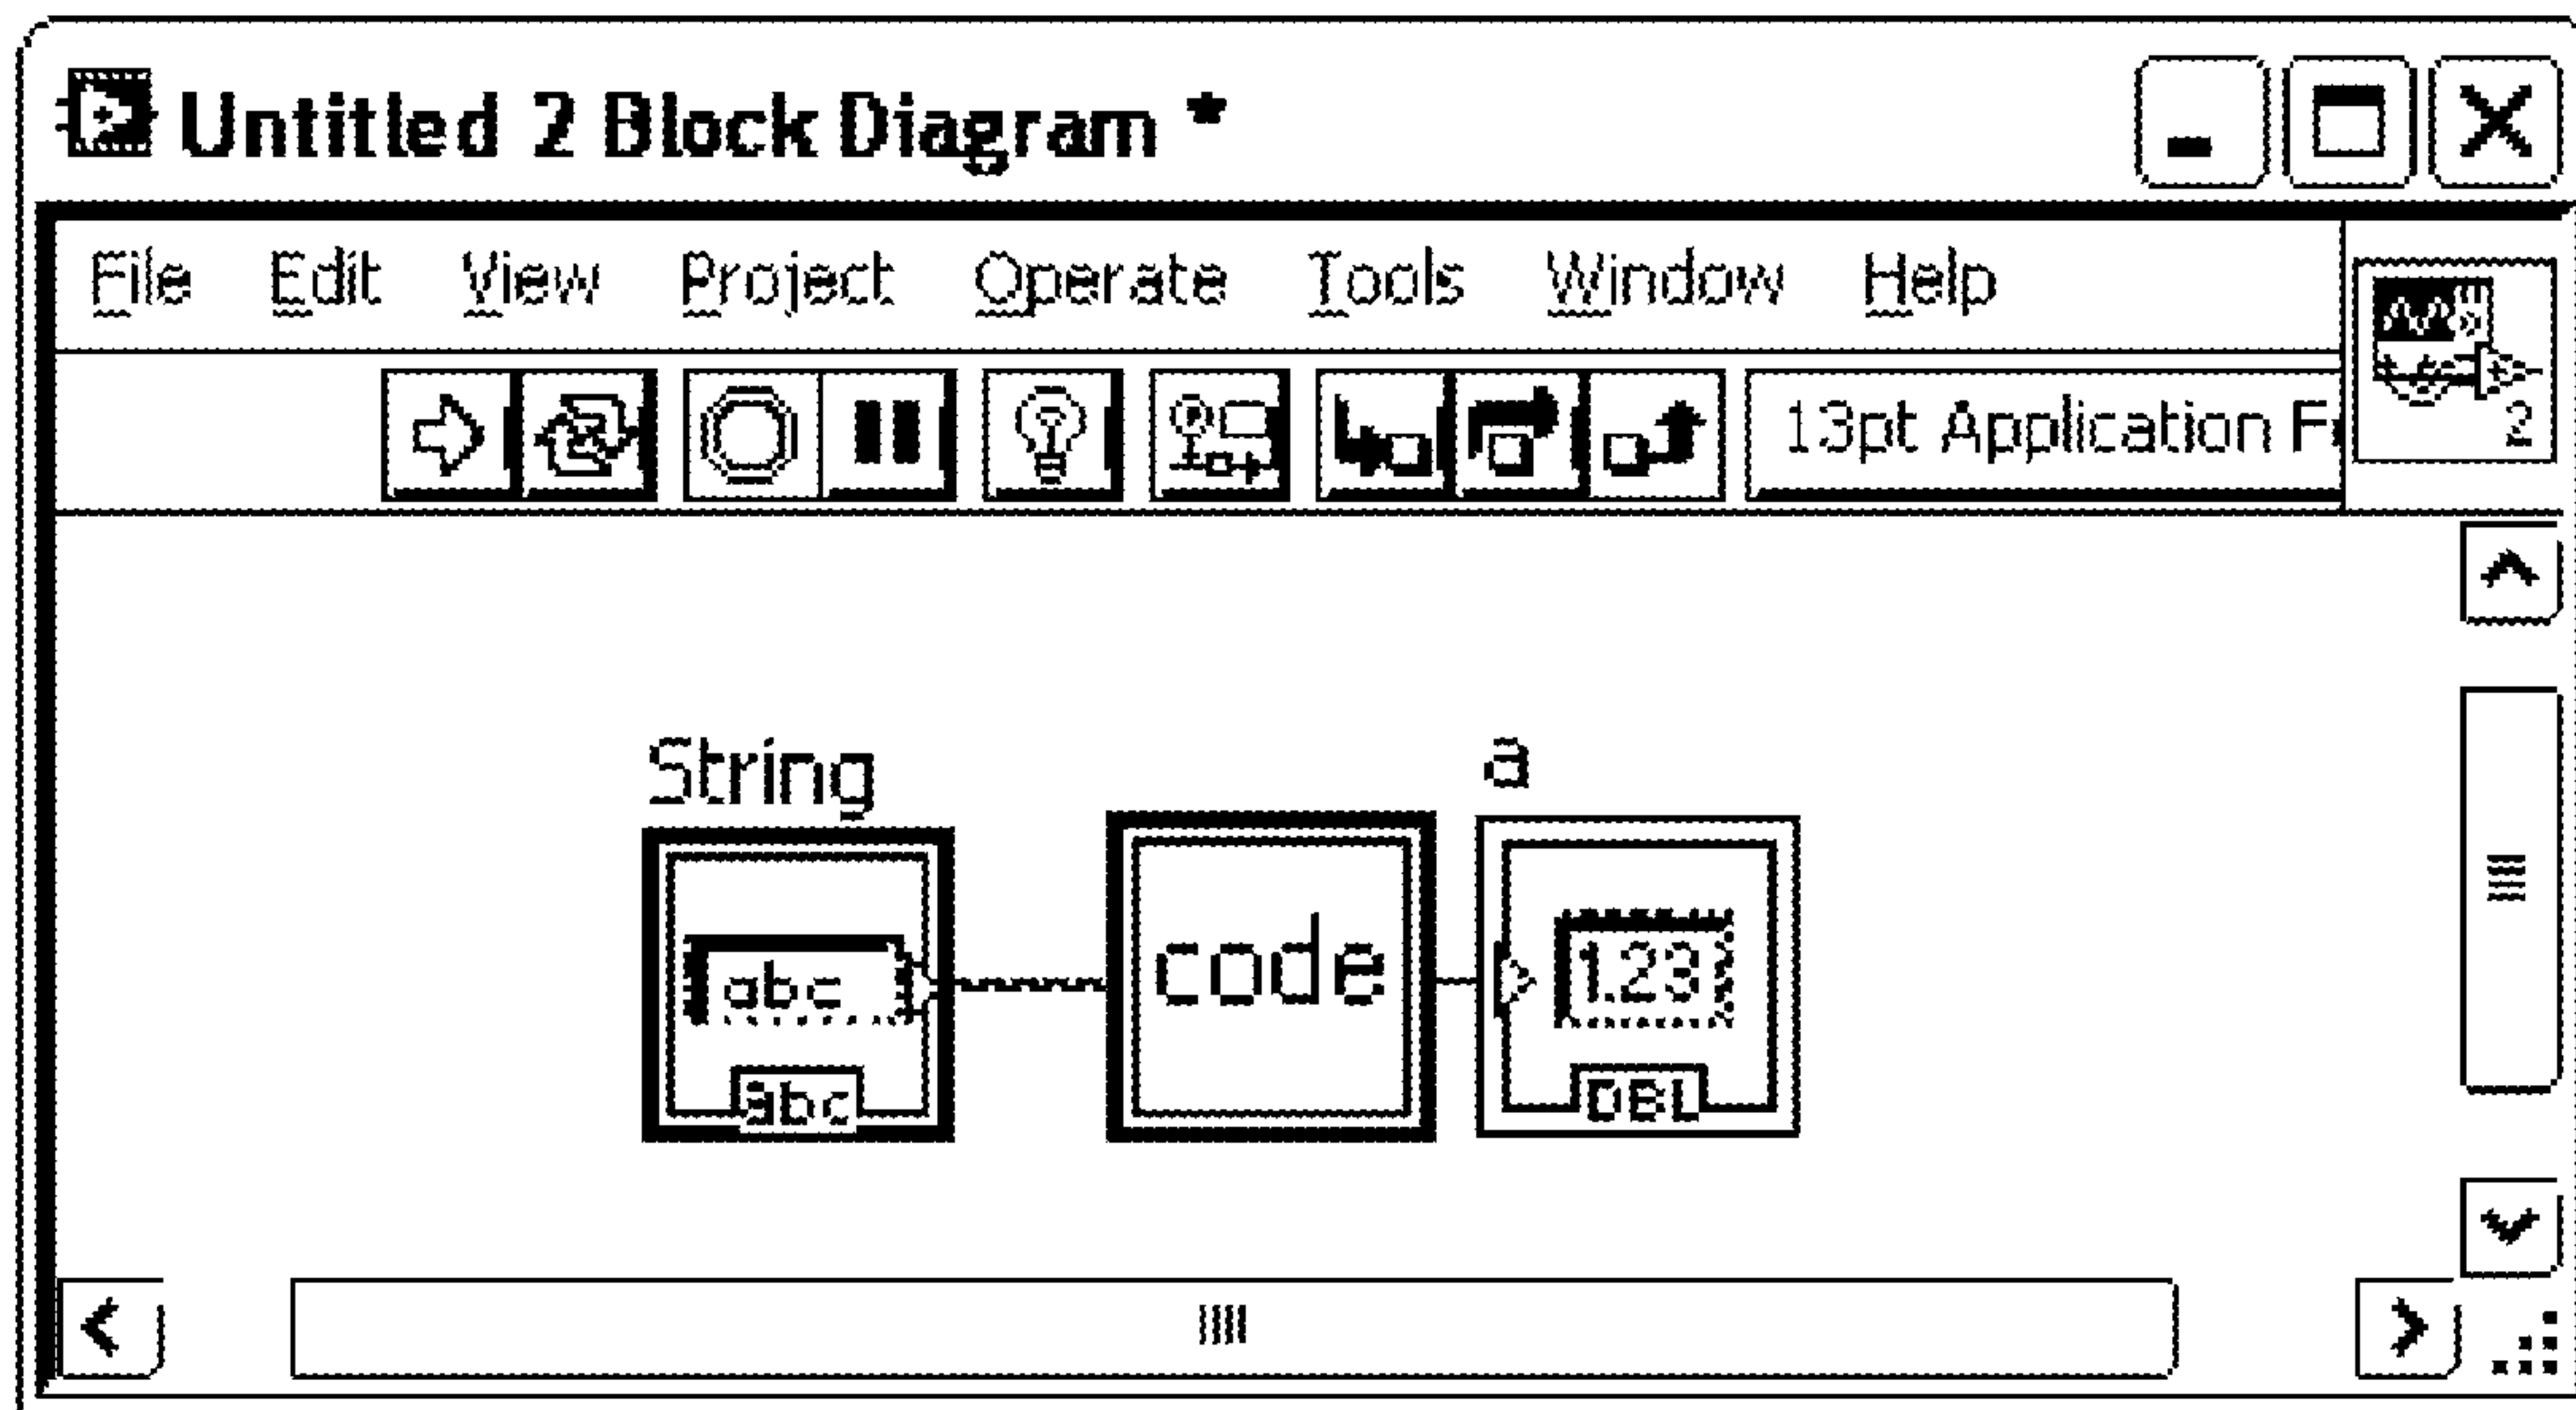 Untitled 2 Block Diagram *
File Edit View Project Operate Tools Window Help
13pt Application F
2
String
a
abc
code
1.23
abc
DBL